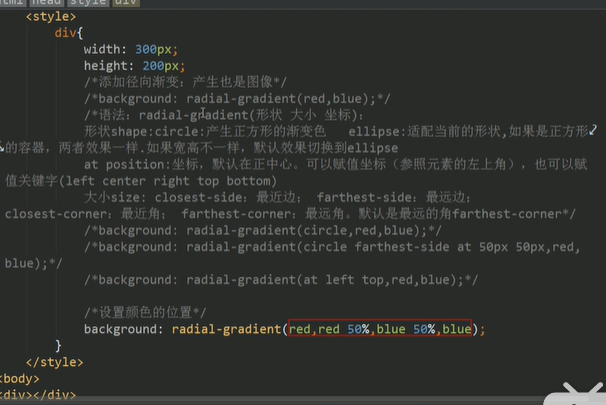 html head style div
<style>
div{
width: 300px;
height: 200px;
/*添加径向渐变：产生也是图像*/
/*background: radial-gradient(red,blue);*/
/*语法：radial-gradient(形状 大小 坐标)：
形状shape:circle:产生正方形的渐变色 ellipse:适配当前的形状,如果是正方形
的容器，两者效果一样.如果宽高不一样，默认效果切换到ellipse
at position:坐标，默认在正中心。可以赋值坐标（参照元素的左上角），也可以赋
值关键字(left center right top bottom)
大小size: closest-side：最近边； farthest-side：最远边；
closest-corner：最近角； farthest-corner：最远角。默认是最远的角farthest-corner*/
/*background: radial-gradient(circle,red,blue);*/
/*background: radial-gradient(circle farthest-side at 50px 50px,red,
blue);*/
/*background: radial-gradient(at left top,red,blue);*/
/*设置颜色的位置*/
background: radial-gradient(red,red 50%,blue 50%,blue);
}
</style>
<body>
<div></div>